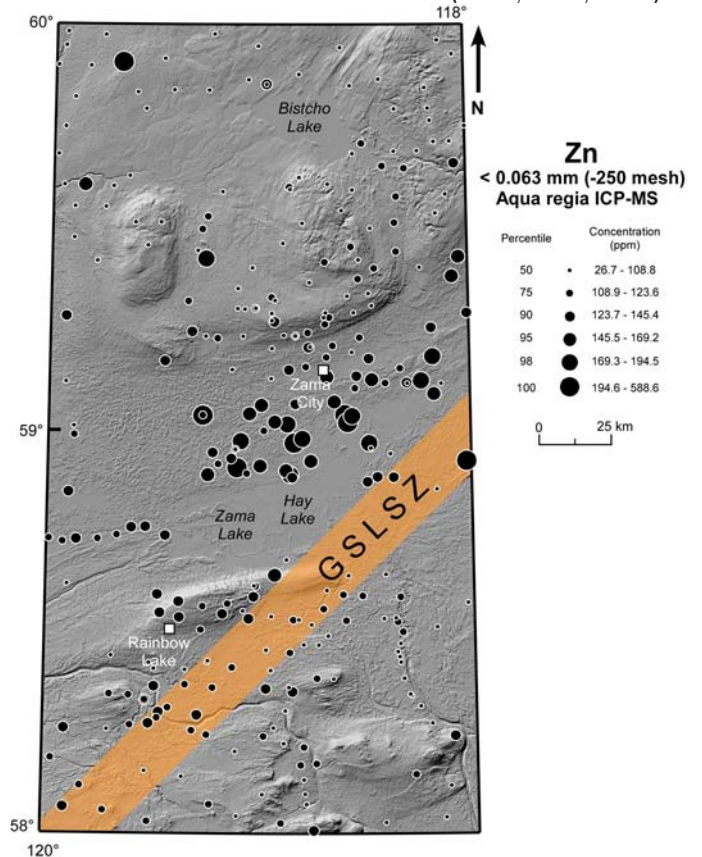 118°
60°
N
Bistcho
Lake
Zn
< 0.063 mm (-250 mesh)
Aqua regia ICP-MS
Percentile
Concentration
(ppm)
50 26.7 - 108.8
75 108.9 - 123.6
90 123.7 - 145.4
95 145.5 - 169.2
98 169.3 - 194.5
100 194.6 - 588.6
Zama
City
59°
0 25 km
Zama
Lake
Hay
Lake
GSLSZ
Rainbow
Lake
58°
120°